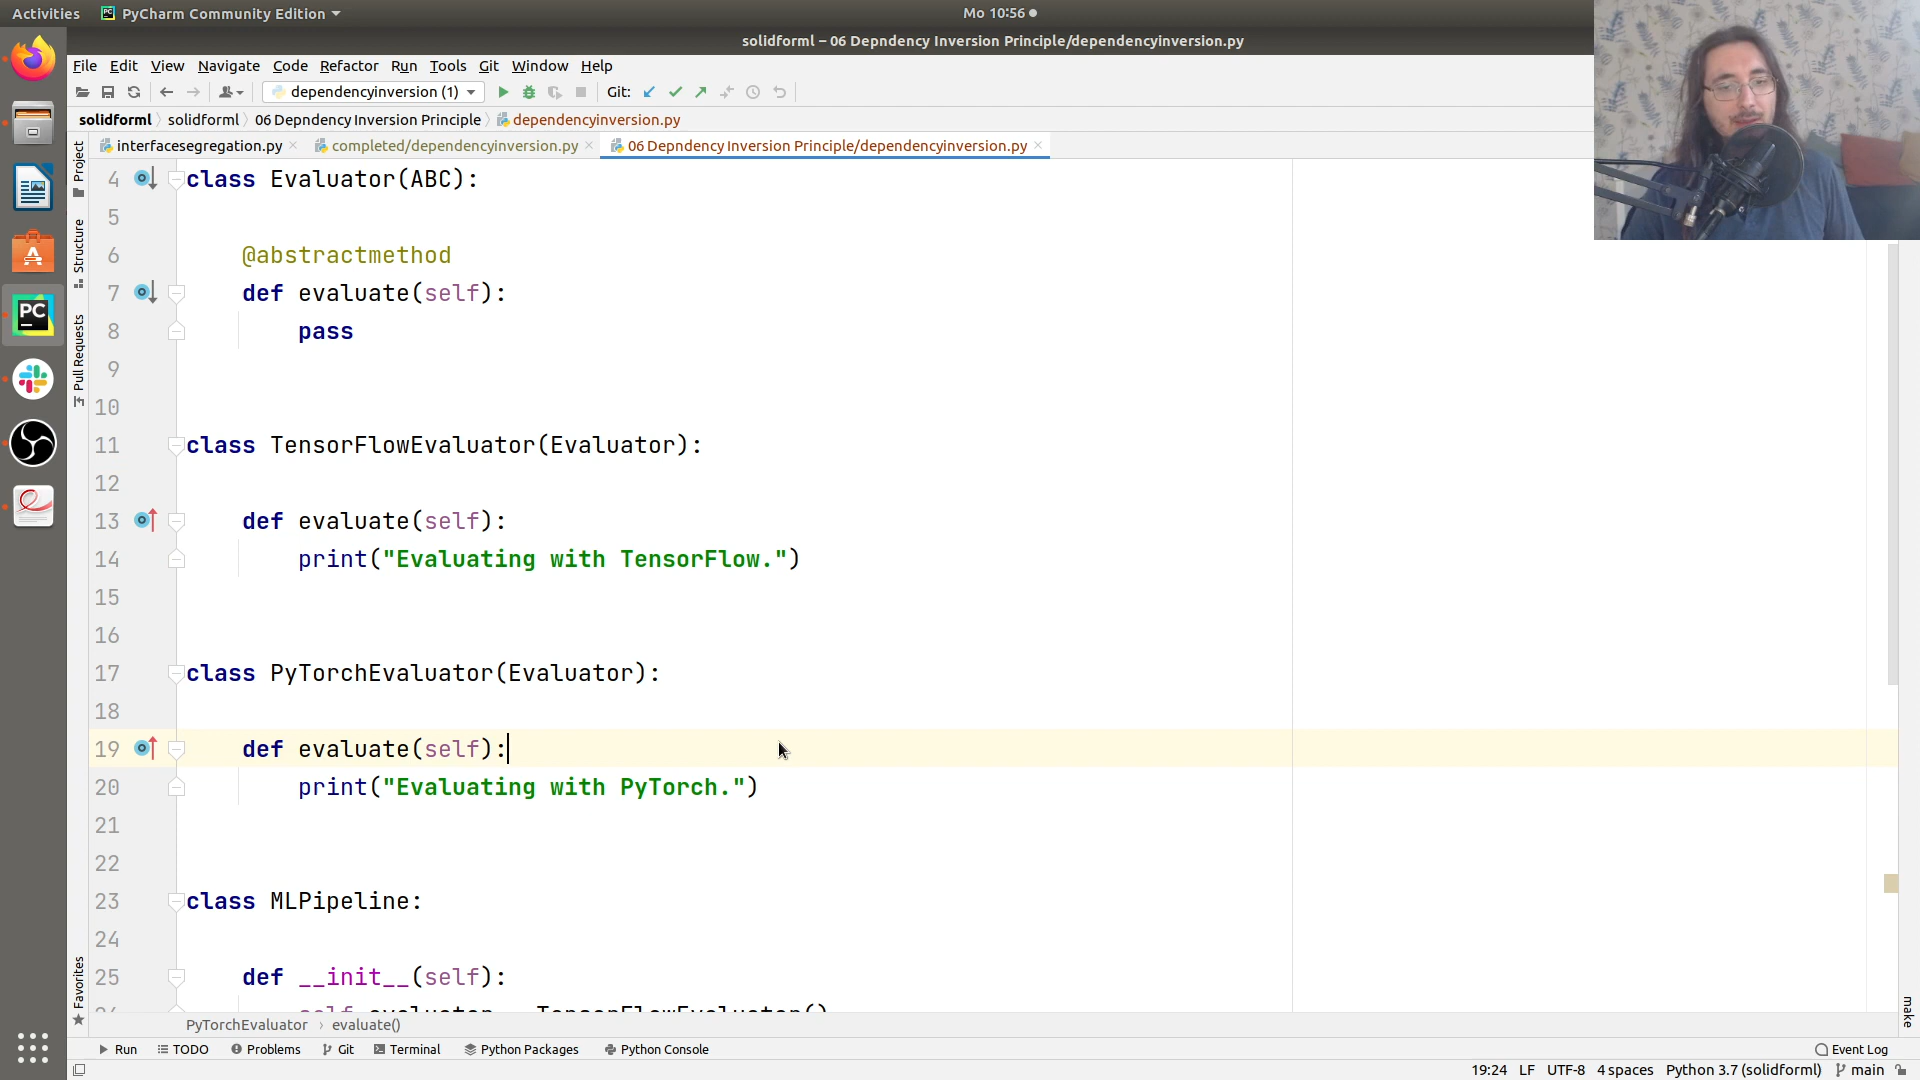 Activities PyCharm Community Edition Mo 10:56
solidforml – 06 Depndency Inversion Principle/dependencyinversion.py
File Edit View Navigate Code Refactor Run Tools Git Window Help
dependencyinversion (1) Git:
solidforml solidforml 06 Depndency Inversion Principle dependencyinversion.py
interfacesegregation.py completed/dependencyinversion.py 06 Depndency Inversion Principle/dependencyinversion.py
Project
Structure
Pull Requests
Favorites
4 class Evaluator(ABC):
5
6 @abstractmethod
7 def evaluate(self):
8 pass
9
10
11 class TensorFlowEvaluator(Evaluator):
12
13 def evaluate(self):
14 print("Evaluating with TensorFlow.")
15
16
17 class PyTorchEvaluator(Evaluator):
18
19 def evaluate(self):
20 print("Evaluating with PyTorch.")
21
22
23 class MLPipeline:
24
25 def __init__(self):
make
PyTorchEvaluator › evaluate()
Run TODO Problems Git Terminal Python Packages Python Console Event Log
19:24 LF UTF-8 4 spaces Python 3.7 (solidforml) main